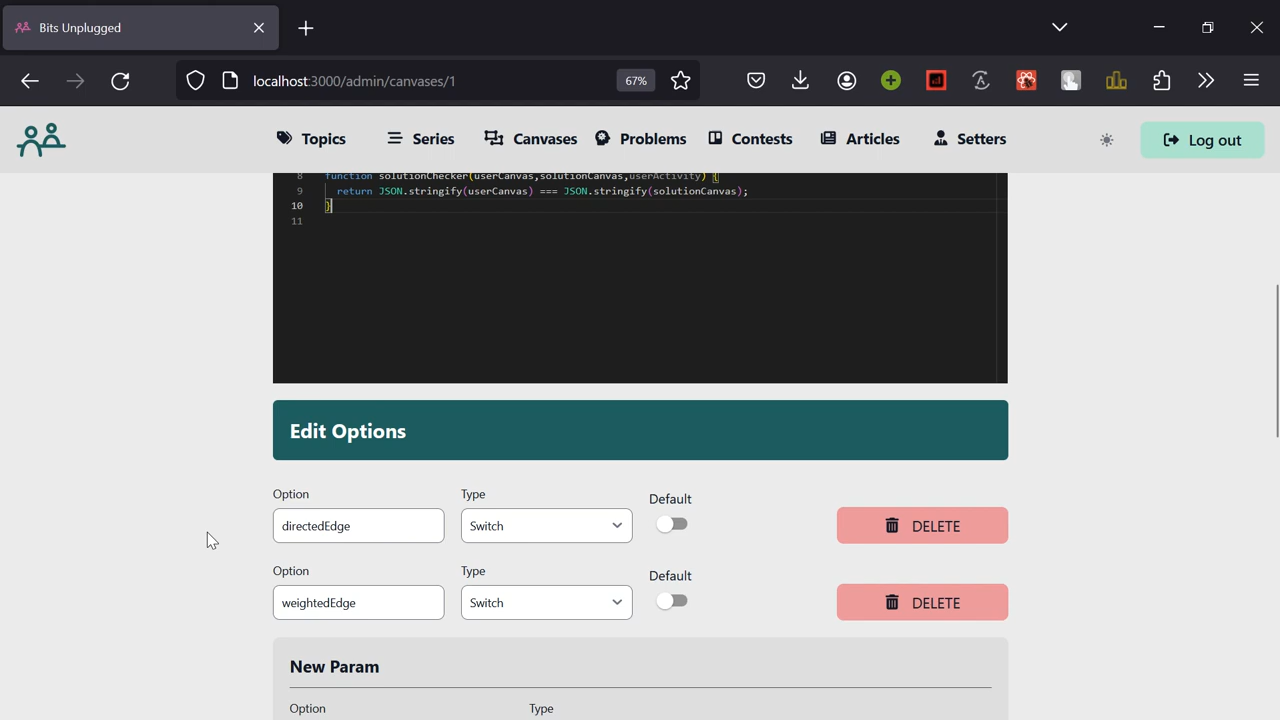 Bits Unplugged
localhost:3000/admin/canvases/1
67%
Topics
Series
Canvases
Problems
Contests
Articles
Setters
Log out
8 function solutionChecker(userCanvas,solutionCanvas,userActivity) {
9 return JSON.stringify(userCanvas) === JSON.stringify(solutionCanvas);
10 }
11
Edit Options
Option Type Default
directedEdge Switch DELETE
Option Type Default
weightedEdge Switch DELETE
New Param
Option Type